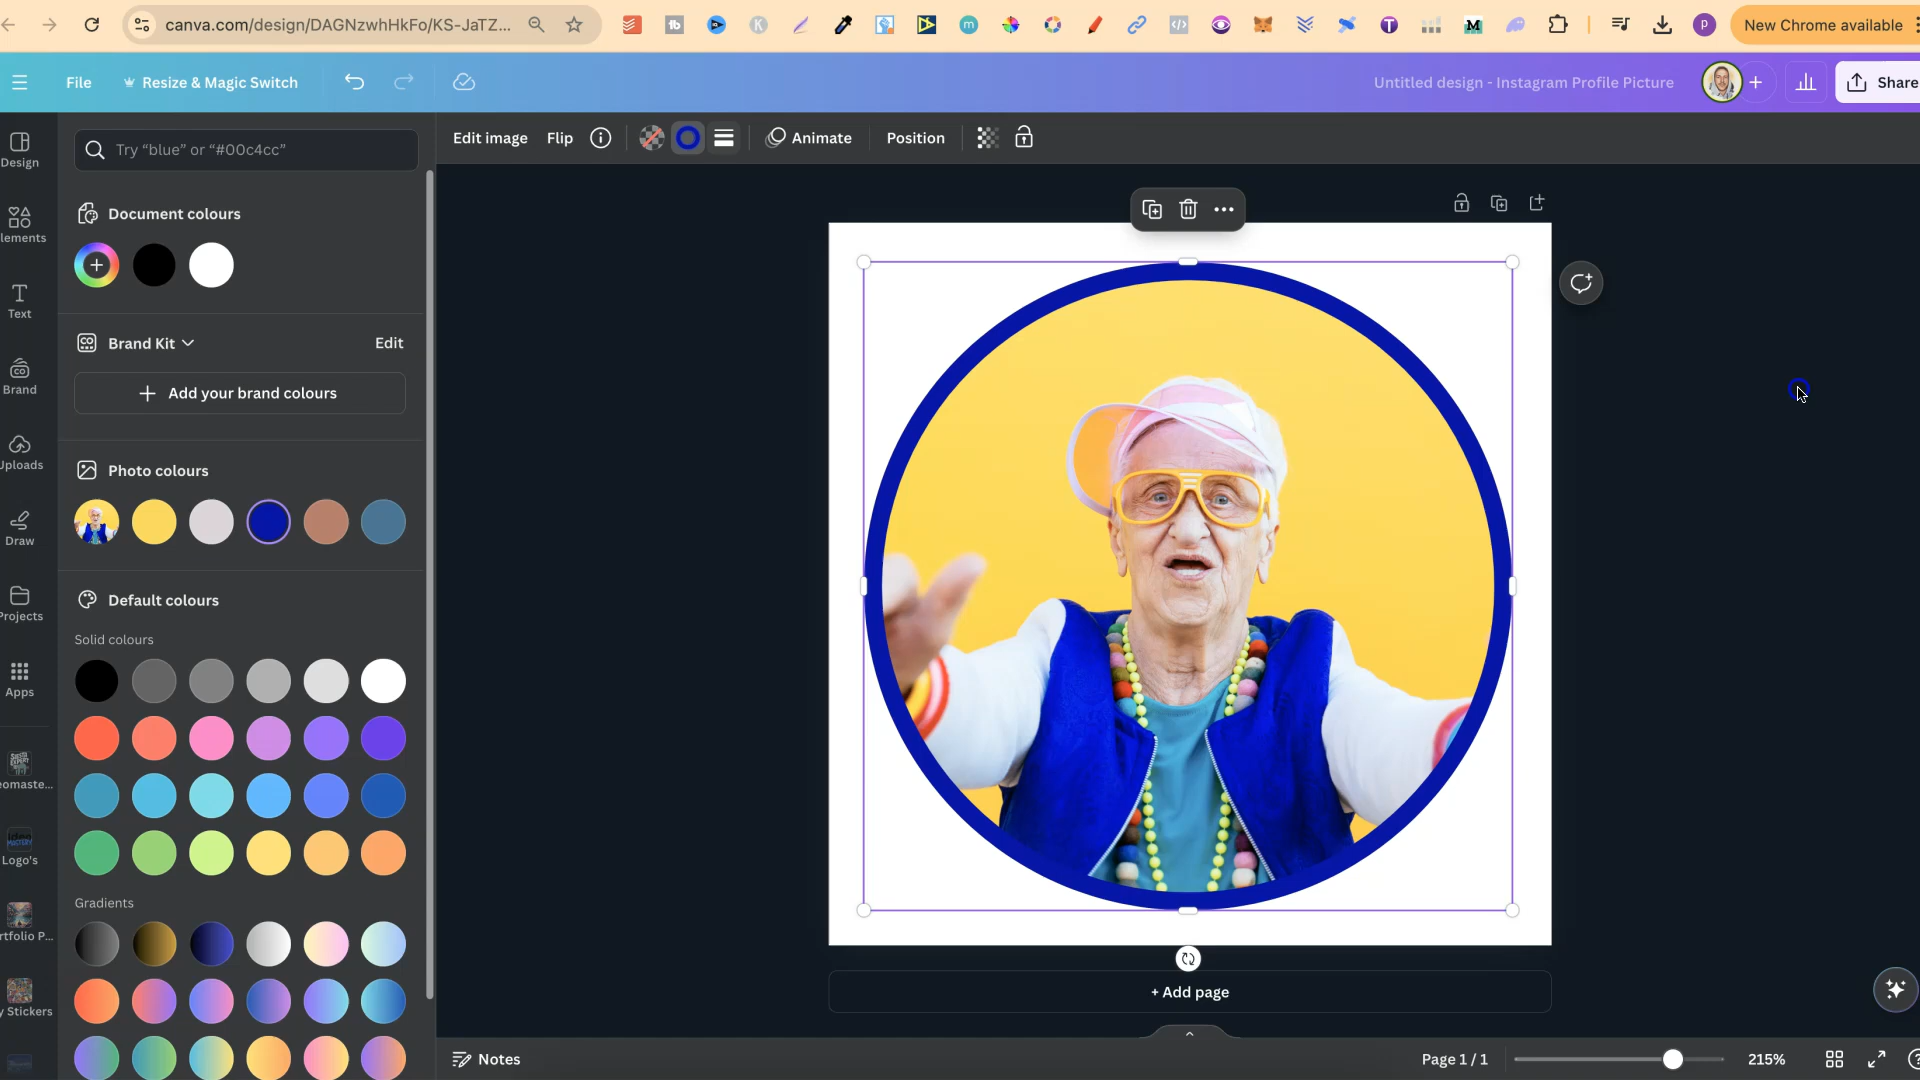 canva.com/design/DAGNzwhHkFo/KS-JaTZ...
New Chrome available
File
Resize & Magic Switch
Untitled design - Instagram Profile Picture
Share
Design
lements
Text
Brand
Uploads
Draw
Projects
Apps
eomaste...
Logo's
rtfolio P...
y Stickers
Try “blue” or “#00c4cc”
Document colours
Brand Kit
Edit
Add your brand colours
Photo colours
Default colours
Solid colours
Gradients
Edit image
Flip
Animate
Position
+ Add page
Notes
Page 1 / 1
215%